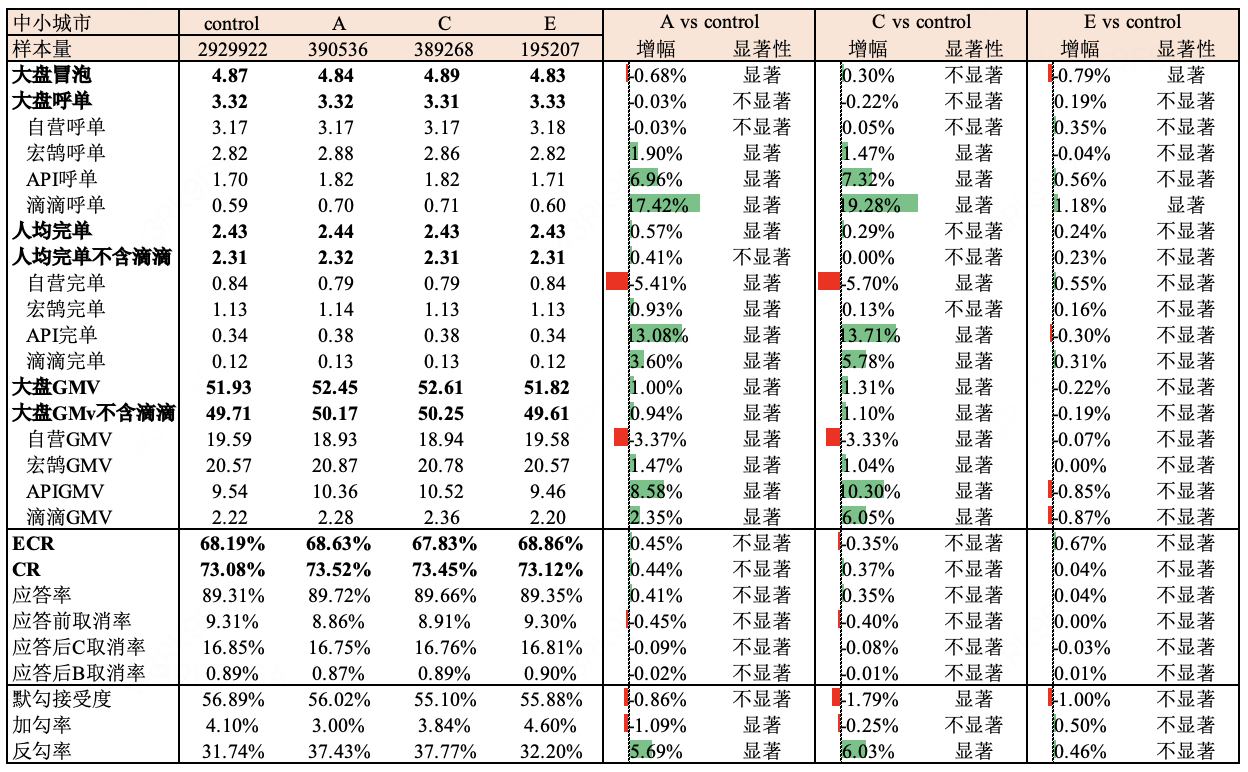 中小城市 control A C E A vs control C vs control E vs control
样本量 2929922 390536 389268 195207 增幅 显著性 增幅 显著性 增幅 显著性
大盘冒泡 4.87 4.84 4.89 4.83 -0.68% 显著 0.30% 不显著 -0.79% 显著
大盘呼单 3.32 3.32 3.31 3.33 -0.03% 不显著 -0.22% 不显著 0.19% 不显著
自营呼单 3.17 3.17 3.17 3.18 -0.03% 不显著 0.05% 不显著 0.35% 不显著
宏鹄呼单 2.82 2.88 2.86 2.82 1.90% 显著 1.47% 显著 -0.04% 不显著
API呼单 1.70 1.82 1.82 1.71 6.96% 显著 7.32% 显著 0.56% 不显著
滴滴呼单 0.59 0.70 0.71 0.60 17.42% 显著 19.28% 显著 1.18% 显著
人均完单 2.43 2.44 2.43 2.43 0.57% 显著 0.29% 不显著 0.24% 不显著
人均完单不含滴滴 2.31 2.32 2.31 2.31 0.41% 不显著 0.00% 不显著 0.23% 不显著
自营完单 0.84 0.79 0.79 0.84 -5.41% 显著 -5.70% 显著 0.55% 不显著
宏鹄完单 1.13 1.14 1.13 1.13 0.93% 显著 0.13% 不显著 0.16% 不显著
API完单 0.34 0.38 0.38 0.34 13.08% 显著 13.71% 显著 -0.30% 不显著
滴滴完单 0.12 0.13 0.13 0.12 3.60% 显著 5.78% 显著 0.31% 不显著
大盘GMV 51.93 52.45 52.61 51.82 1.00% 显著 1.31% 显著 -0.22% 不显著
大盘GMv不含滴滴 49.71 50.17 50.25 49.61 0.94% 显著 1.10% 显著 -0.19% 不显著
自营GMV 19.59 18.93 18.94 19.58 -3.37% 显著 -3.33% 显著 -0.07% 不显著
宏鹄GMV 20.57 20.87 20.78 20.57 1.47% 显著 1.04% 显著 0.00% 不显著
APIGMV 9.54 10.36 10.52 9.46 8.58% 显著 10.30% 显著 -0.85% 不显著
滴滴GMV 2.22 2.28 2.36 2.20 2.35% 显著 6.05% 显著 -0.87% 不显著
ECR 68.19% 68.63% 67.83% 68.86% 0.45% 不显著 -0.35% 不显著 0.67% 不显著
CR 73.08% 73.52% 73.45% 73.12% 0.44% 不显著 0.37% 不显著 0.04% 不显著
应答率 89.31% 89.72% 89.66% 89.35% 0.41% 不显著 0.35% 不显著 0.04% 不显著
应答前取消率 9.31% 8.86% 8.91% 9.30% -0.45% 不显著 -0.40% 不显著 0.00% 不显著
应答后C取消率 16.85% 16.75% 16.76% 16.81% -0.09% 不显著 -0.08% 不显著 -0.03% 不显著
应答后B取消率 0.89% 0.87% 0.89% 0.90% -0.02% 不显著 -0.01% 不显著 0.01% 不显著
默勾接受度 56.89% 56.02% 55.10% 55.88% -0.86% 不显著 -1.79% 显著 -1.00% 不显著
加勾率 4.10% 3.00% 3.84% 4.60% -1.09% 显著 -0.25% 不显著 0.50% 不显著
反勾率 31.74% 37.43% 37.77% 32.20% 5.69% 显著 6.03% 显著 0.46% 不显著